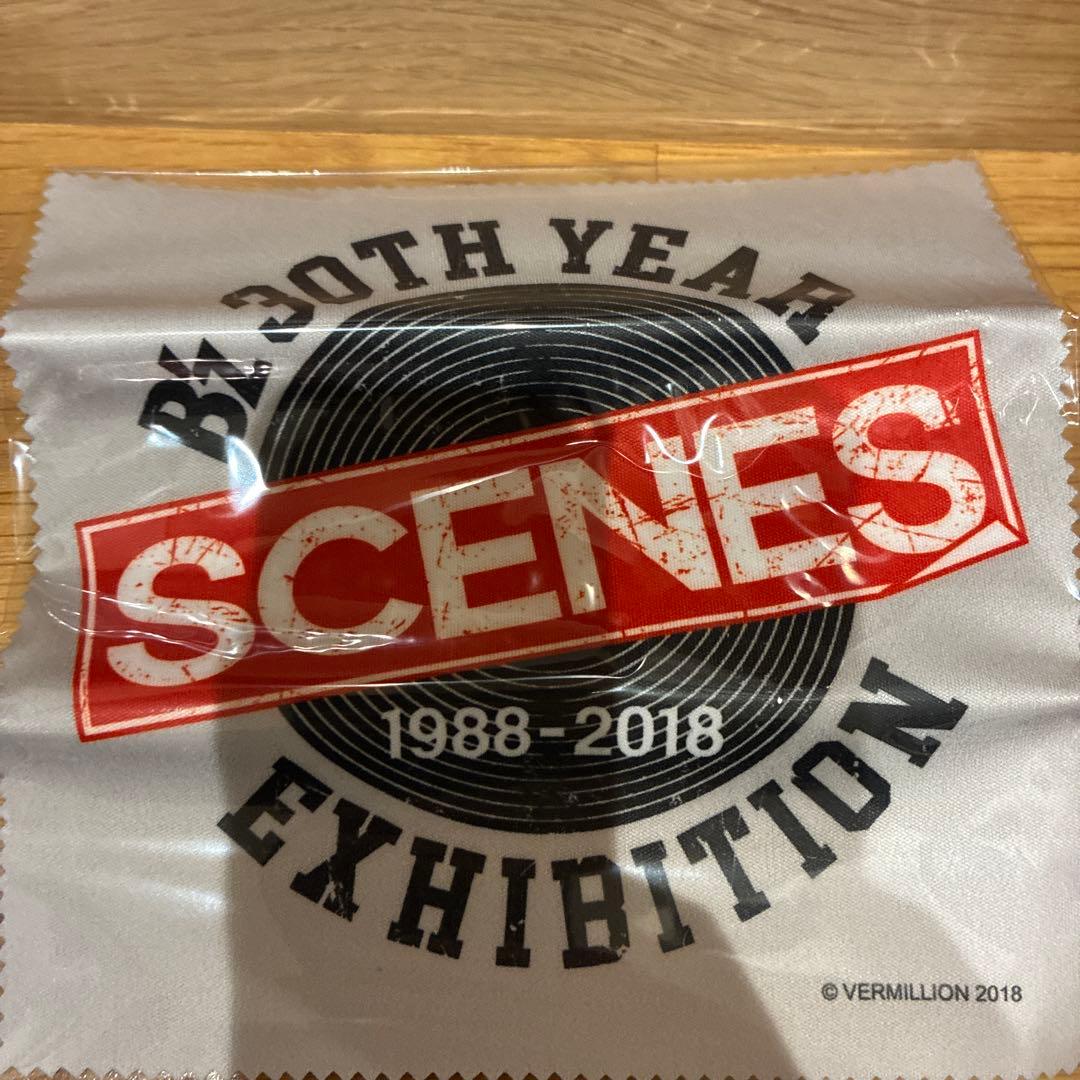 B'z 30TH YEAR
SCENES
1988-2018
EXHIBITION
© VERMILLION 2018